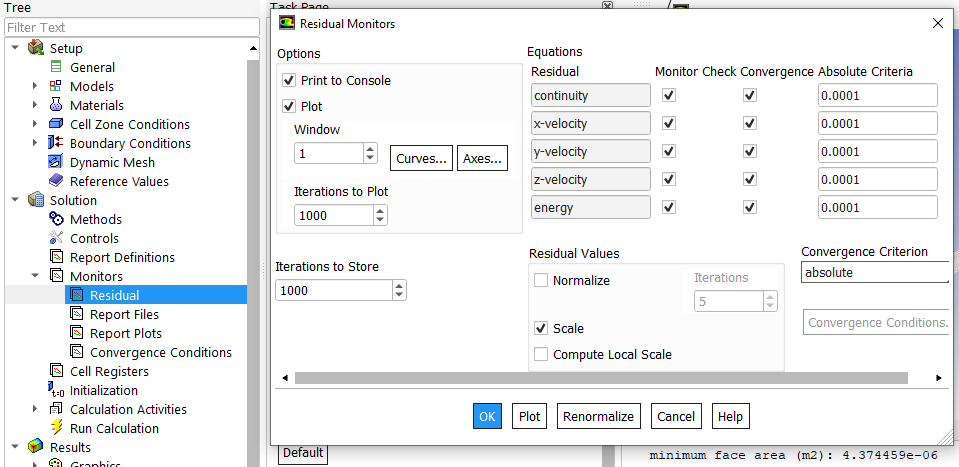 Tree
Filter Text
Setup
General
Models
Materials
Cell Zone Conditions
Boundary Conditions
Dynamic Mesh
Reference Values
Solution
Methods
Controls
Report Definitions
Monitors
Residual
Report Files
Report Plots
Convergence Conditions
Cell Registers
t=0 Initialization
Calculation Activities
Run Calculation
Results
Graphics
Task Page
Residual Monitors
Options
Print to Console
Plot
Window
1
Curves... Axes...
Iterations to Plot
1000
Iterations to Store
1000
Equations
Residual Monitor Check Convergence Absolute Criteria
continuity 0.0001
x-velocity 0.0001
y-velocity 0.0001
z-velocity 0.0001
energy 0.0001
Residual Values
Normalize
Iterations
5
Scale
Compute Local Scale
Convergence Criterion
absolute
Convergence Conditions.
OK Plot Renormalize Cancel Help
Default
minimum face area (m2): 4.374459e-06